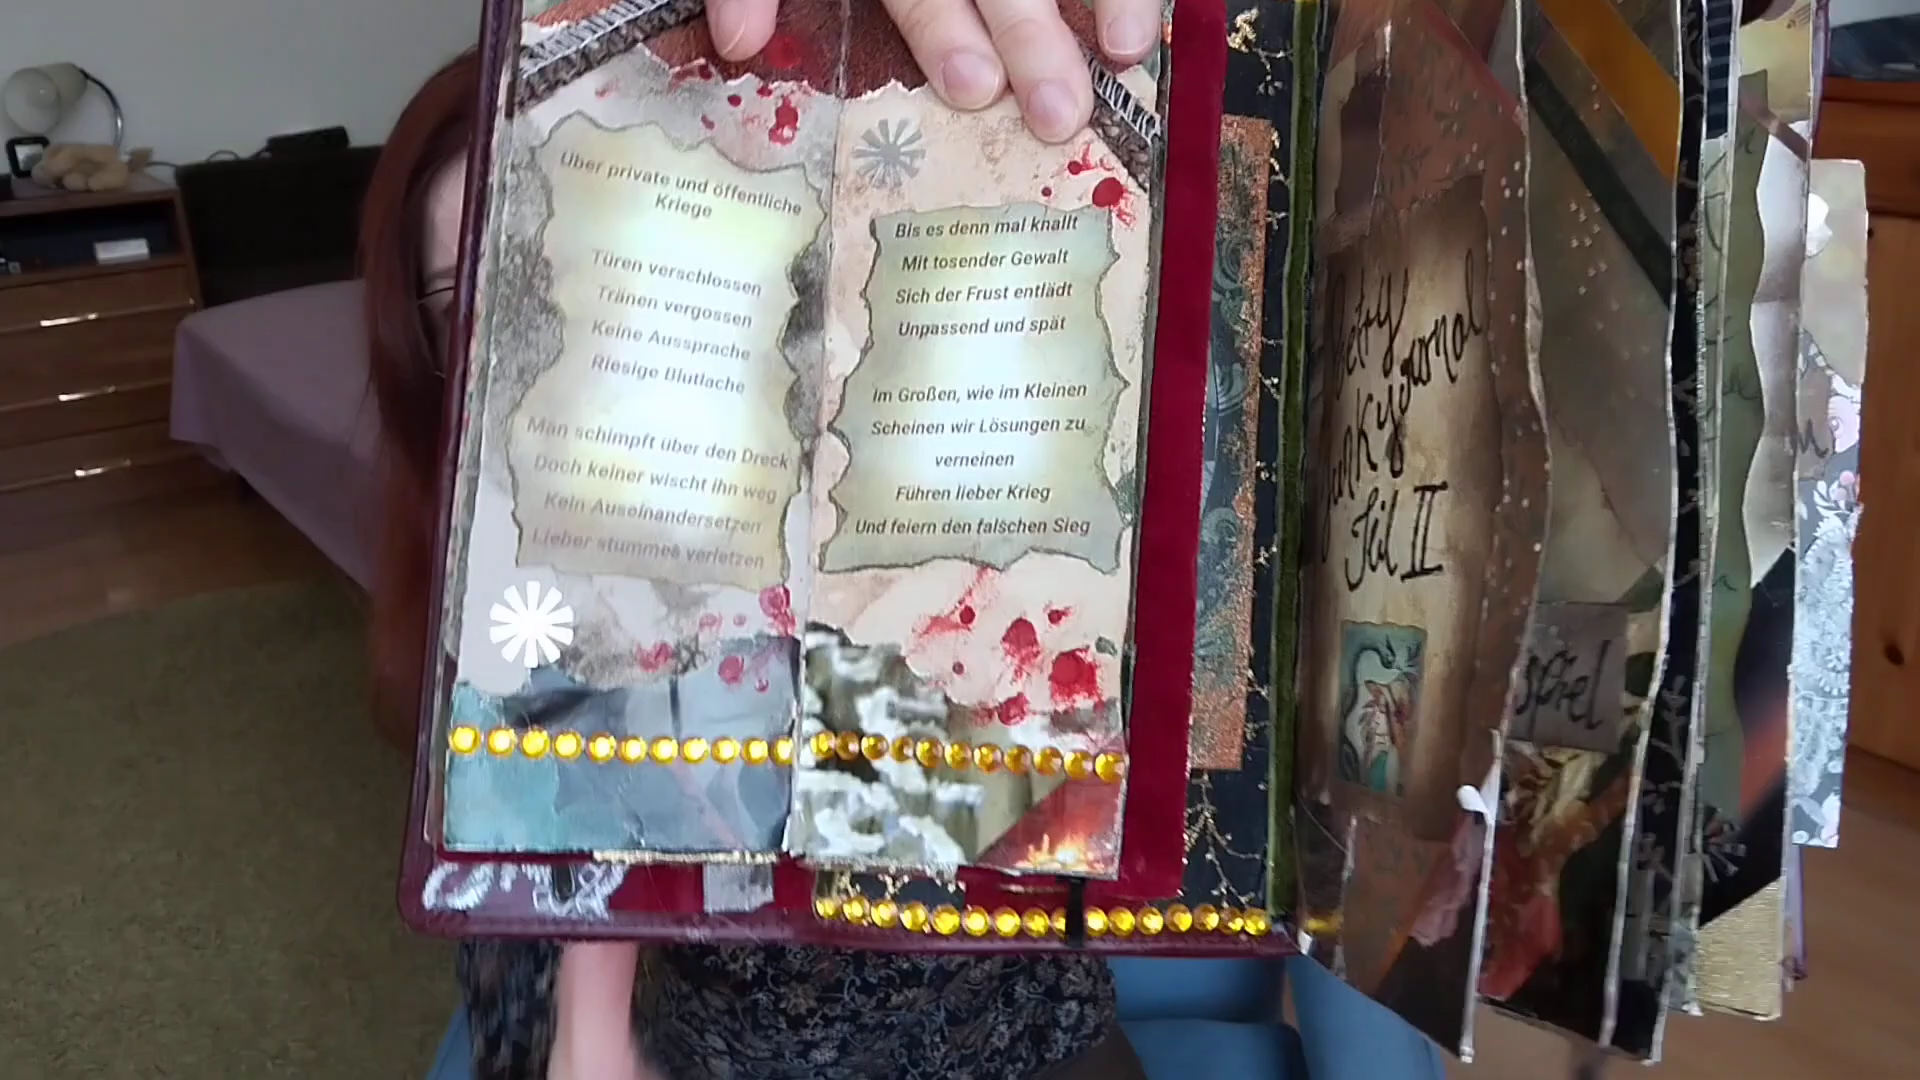 Über private und öffentliche
Kriege
Türen verschlossen
Tränen vergossen
Keine Aussprache
Riesige Blutlache
Man schimpft über den Dreck
Doch keiner wischt ihn weg
Kein Auseinandersetzen
Lieber stummes verletzen
Bis es denn mal knallt
Mit tosender Gewalt
Sich der Frust entlädt
Unpassend und spät
Im Großen, wie im Kleinen
Scheinen wir Lösungen zu
verneinen
Führen lieber Krieg
Und feiern den falschen Sieg
Teil II